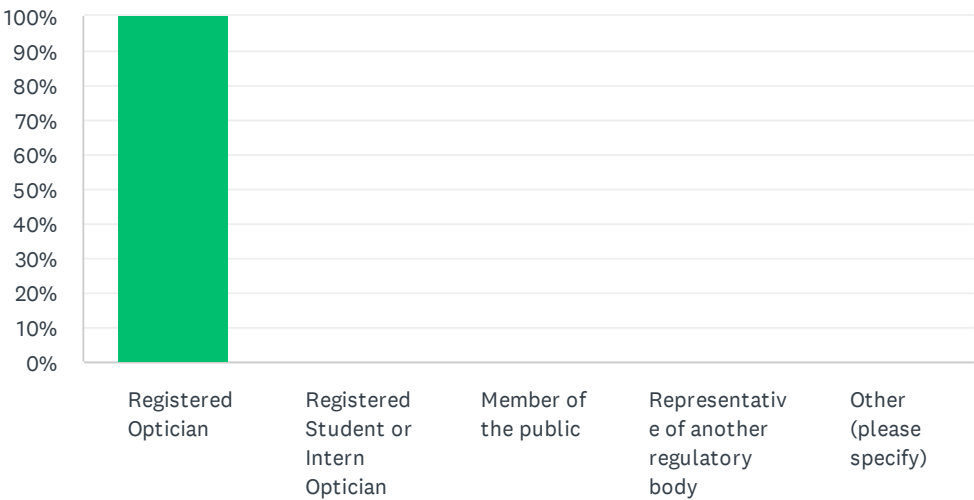 100%
90%
80%
70%
60%
50%
40%
30%
20%
10%
0%
Registered
Optician
Registered
Student or
Intern
Optician
Member of
the public
Representativ
e of another
regulatory
body
Other
(please
specify)